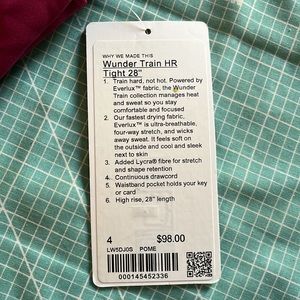 WHY WE MADE THIS
Wunder Train HR
Tight 28"
1. Train hard, not hot. Powered by
Everlux™ fabric, the Wunder
Train collection manages heat
and sweat so you stay
comfortable and focused
2. Our fastest drying fabric,
Everlux™ is ultra-breathable,
four-way stretch, and wicks
away sweat. It feels soft on
the outside and cool and sleek
next to skin
3. Added Lycra® fibre for stretch
and shape retention
4. Continuous drawcord
5. Waistband pocket holds your key
or card
6. High rise, 28" length
4 $98.00
LW5DJ0S POME
000145452336